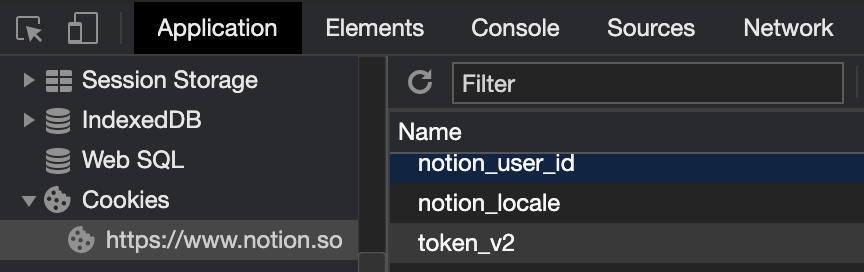 Application Elements Console Sources Network
Session Storage
IndexedDB
Web SQL
Cookies
https://www.notion.so
Filter
Name
notion_user_id
notion_locale
token_v2